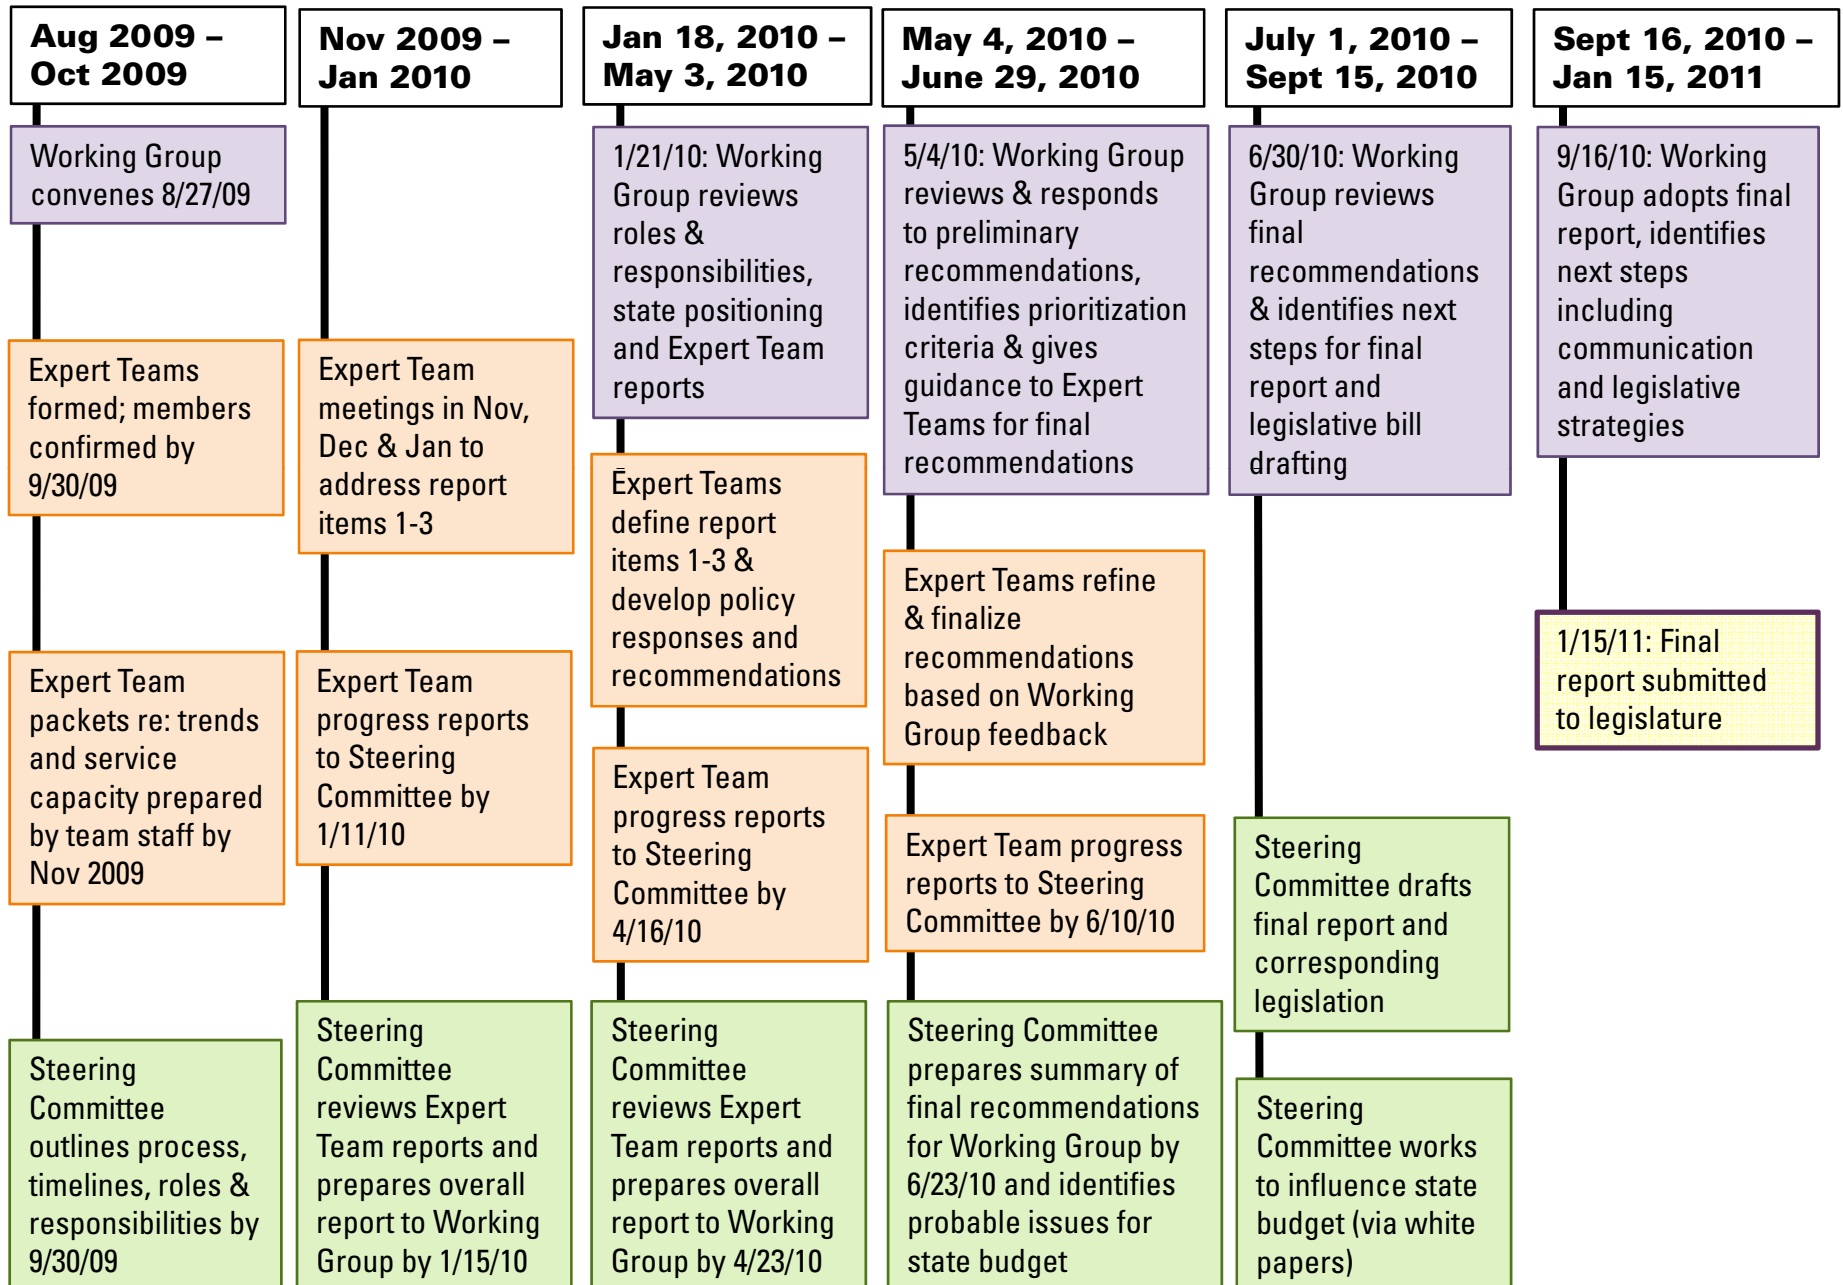 Aug 2009 –
Oct 2009
Working Group
convenes 8/27/09
Expert Teams
formed; members
confirmed by
9/30/09
Expert Team
packets re: trends
and service
capacity prepared
by team staff by
Nov 2009
Steering
Committee
outlines process,
timelines, roles &
responsibilities by
9/30/09
Nov 2009 –
Jan 2010
Expert Team
meetings in Nov,
Dec & Jan to
address report
items 1-3
Expert Team
progress reports
to Steering
Committee by
1/11/10
Steering
Committee
reviews Expert
Team reports and
prepares overall
report to Working
Group by 1/15/10
Jan 18, 2010 –
May 3, 2010
1/21/10: Working
Group reviews
roles &
responsibilities,
state positioning
and Expert Team
reports
Expert Teams
define report
items 1-3 &
develop policy
responses and
recommendations
Expert Team
progress reports
to Steering
Committee by
4/16/10
Steering
Committee
reviews Expert
Team reports and
prepares overall
report to Working
Group by 4/23/10
May 4, 2010 –
June 29, 2010
5/4/10: Working Group
reviews & responds
to preliminary
recommendations,
identifies prioritization
criteria & gives
guidance to Expert
Teams for final
recommendations
Expert Teams refine
& finalize
recommendations
based on Working
Group feedback
Expert Team progress
reports to Steering
Committee by 6/10/10
Steering Committee
prepares summary of
final recommendations
for Working Group by
6/23/10 and identifies
probable issues for
state budget
July 1, 2010 –
Sept 15, 2010
6/30/10: Working
Group reviews
final
recommendations
& identifies next
steps for final
report and
legislative bill
drafting
Steering
Committee drafts
final report and
corresponding
legislation
Steering
Committee works
to influence state
budget (via white
papers)
Sept 16, 2010 –
Jan 15, 2011
9/16/10: Working
Group adopts final
report, identifies
next steps
including
communication
and legislative
strategies
1/15/11: Final
report submitted
to legislature